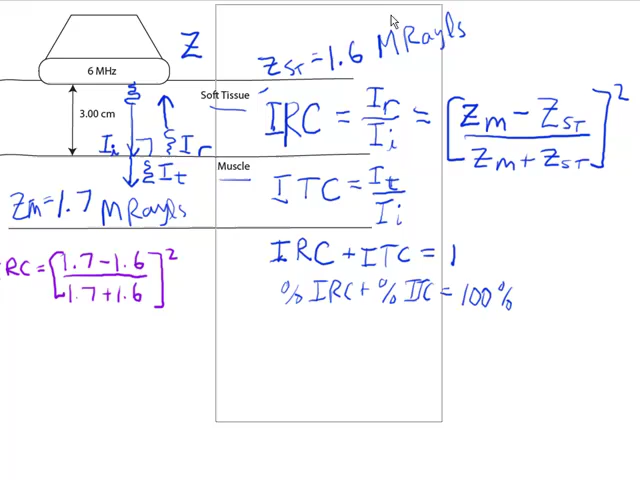 Z
6 MHz
Z_ST = 1.6 MRayls
Soft Tissue
3.00 cm
IRC = I_r / I_i = [ (Z_M - Z_ST) / (Z_M + Z_ST) ]²
I_i I_r
I_t
Muscle
ITC = I_t / I_i
Z_M = 1.7 MRayls
IRC + ITC = 1
RC = [ (1.7 - 1.6) / (1.7 + 1.6) ]²
% IRC + % ITC = 100%